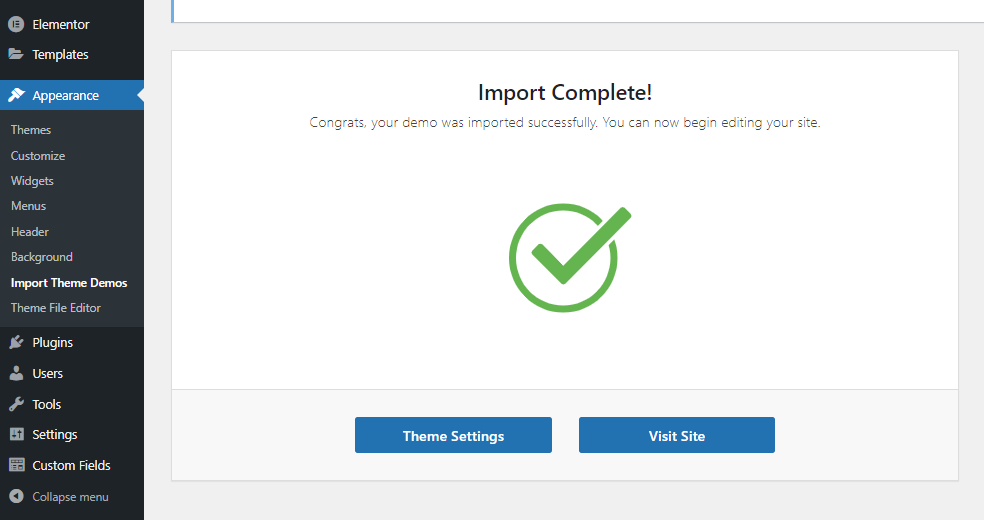 Elementor
Templates
Appearance
Themes
Customize
Widgets
Menus
Header
Background
Import Theme Demos
Theme File Editor
Plugins
Users
Tools
Settings
Custom Fields
Collapse menu
Import Complete!
Congrats, your demo was imported successfully. You can now begin editing your site.
Theme Settings
Visit Site